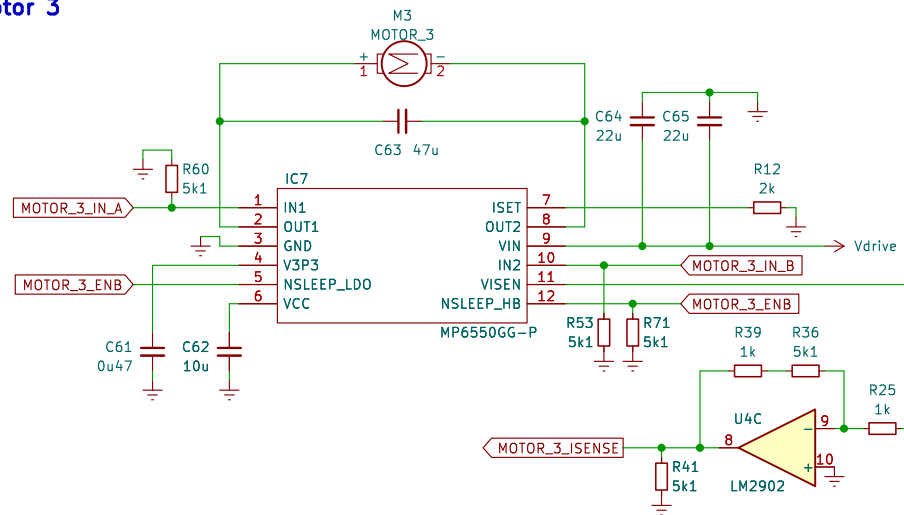 otor 3
M3
MOTOR_3
+ −
1 2
C63 47u
C64
22u
C65
22u
R60
5k1
R12
2k
IC7
MOTOR_3_IN_A
1 IN1 ISET 7
2 OUT1 OUT2 8
3 GND VIN 9
Vdrive
4 V3P3 IN2 10
MOTOR_3_IN_B
MOTOR_3_ENB
5 NSLEEP_LDO VISEN 11
6 VCC NSLEEP_HB 12
MOTOR_3_ENB
MP6550GG-P
R53
5k1
R71
5k1
C61
0u47
C62
10u
R39
1k
R36
5k1
R25
1k
U4C
8
− 9
+ 10
LM2902
MOTOR_3_ISENSE
R41
5k1